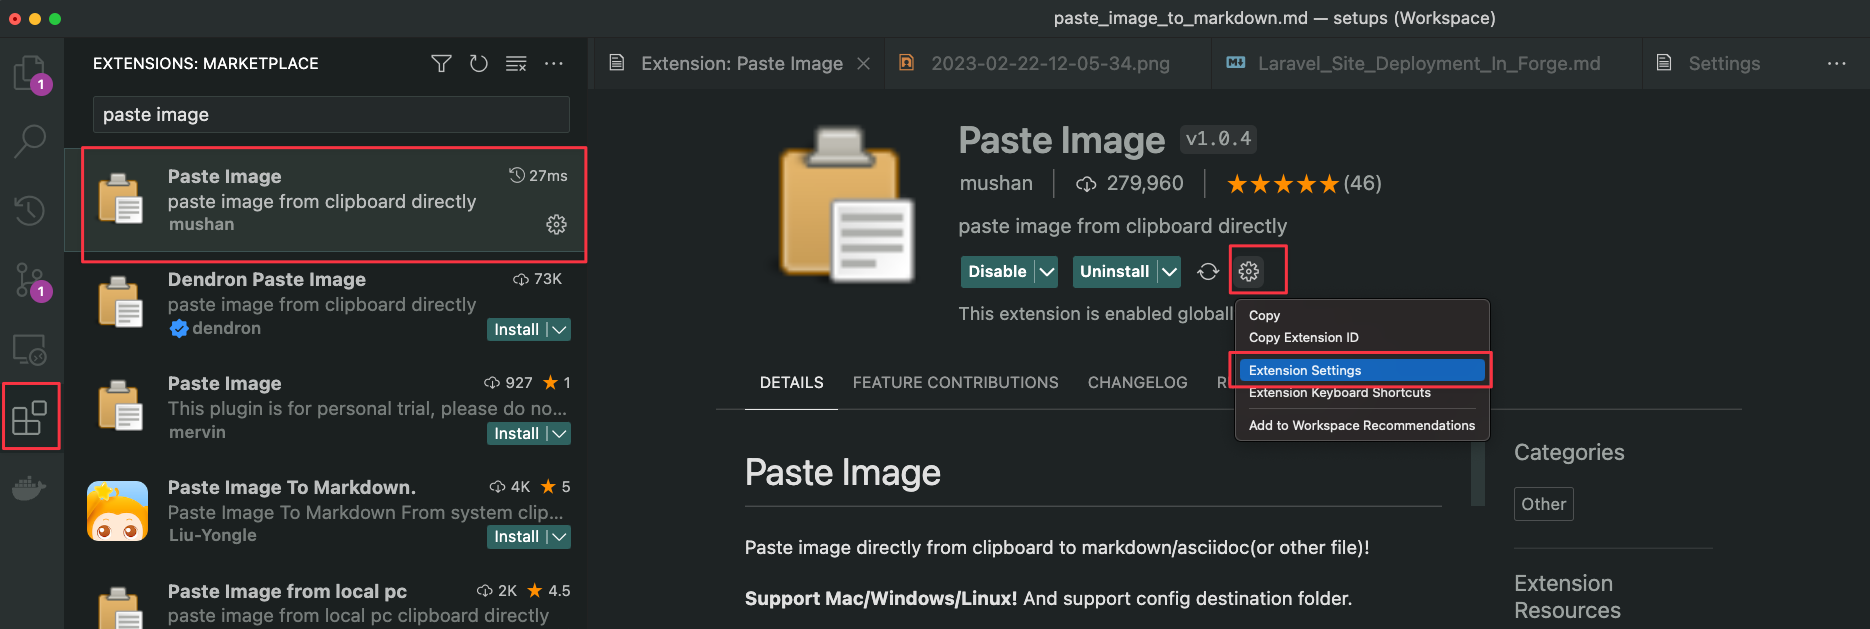 paste_image_to_markdown.md — setups (Workspace)
EXTENSIONS: MARKETPLACE
Extension: Paste Image
2023-02-22-12-05-34.png
Laravel_Site_Deployment_In_Forge.md
Settings
1
1
paste image
Paste Image
27ms
paste image from clipboard directly
mushan
Dendron Paste Image
73K
paste image from clipboard directly
dendron
Install
Paste Image
927 ★ 1
This plugin is for personal trial, please do no...
mervin
Install
Paste Image To Markdown.
4K ★ 5
Paste Image To Markdown From system clip...
Liu-Yongle
Install
Paste Image from local pc
2K ★ 4.5
paste image from local pc clipboard directly
Paste Image v1.0.4
mushan
279,960
★★★★★(46)
paste image from clipboard directly
Disable
Uninstall
This extension is enabled globall
Copy
Copy Extension ID
Extension Settings
Extension Keyboard Shortcuts
Add to Workspace Recommendations
DETAILS
FEATURE CONTRIBUTIONS
CHANGELOG
R
Paste Image
Paste image directly from clipboard to markdown/asciidoc(or other file)!
Support Mac/Windows/Linux! And support config destination folder.
Categories
Other
Extension
Resources